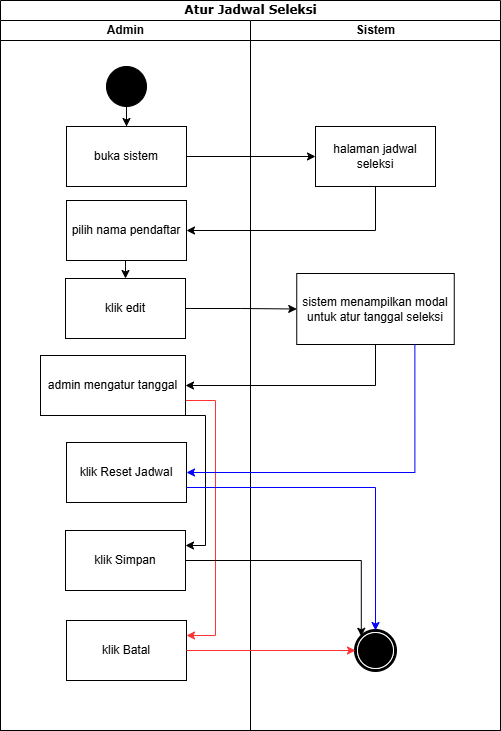 Atur Jadwal Seleksi
Admin
Sistem
buka sistem
halaman jadwal
seleksi
pilih nama pendaftar
klik edit
sistem menampilkan modal
untuk atur tanggal seleksi
admin mengatur tanggal
klik Reset Jadwal
klik Simpan
klik Batal